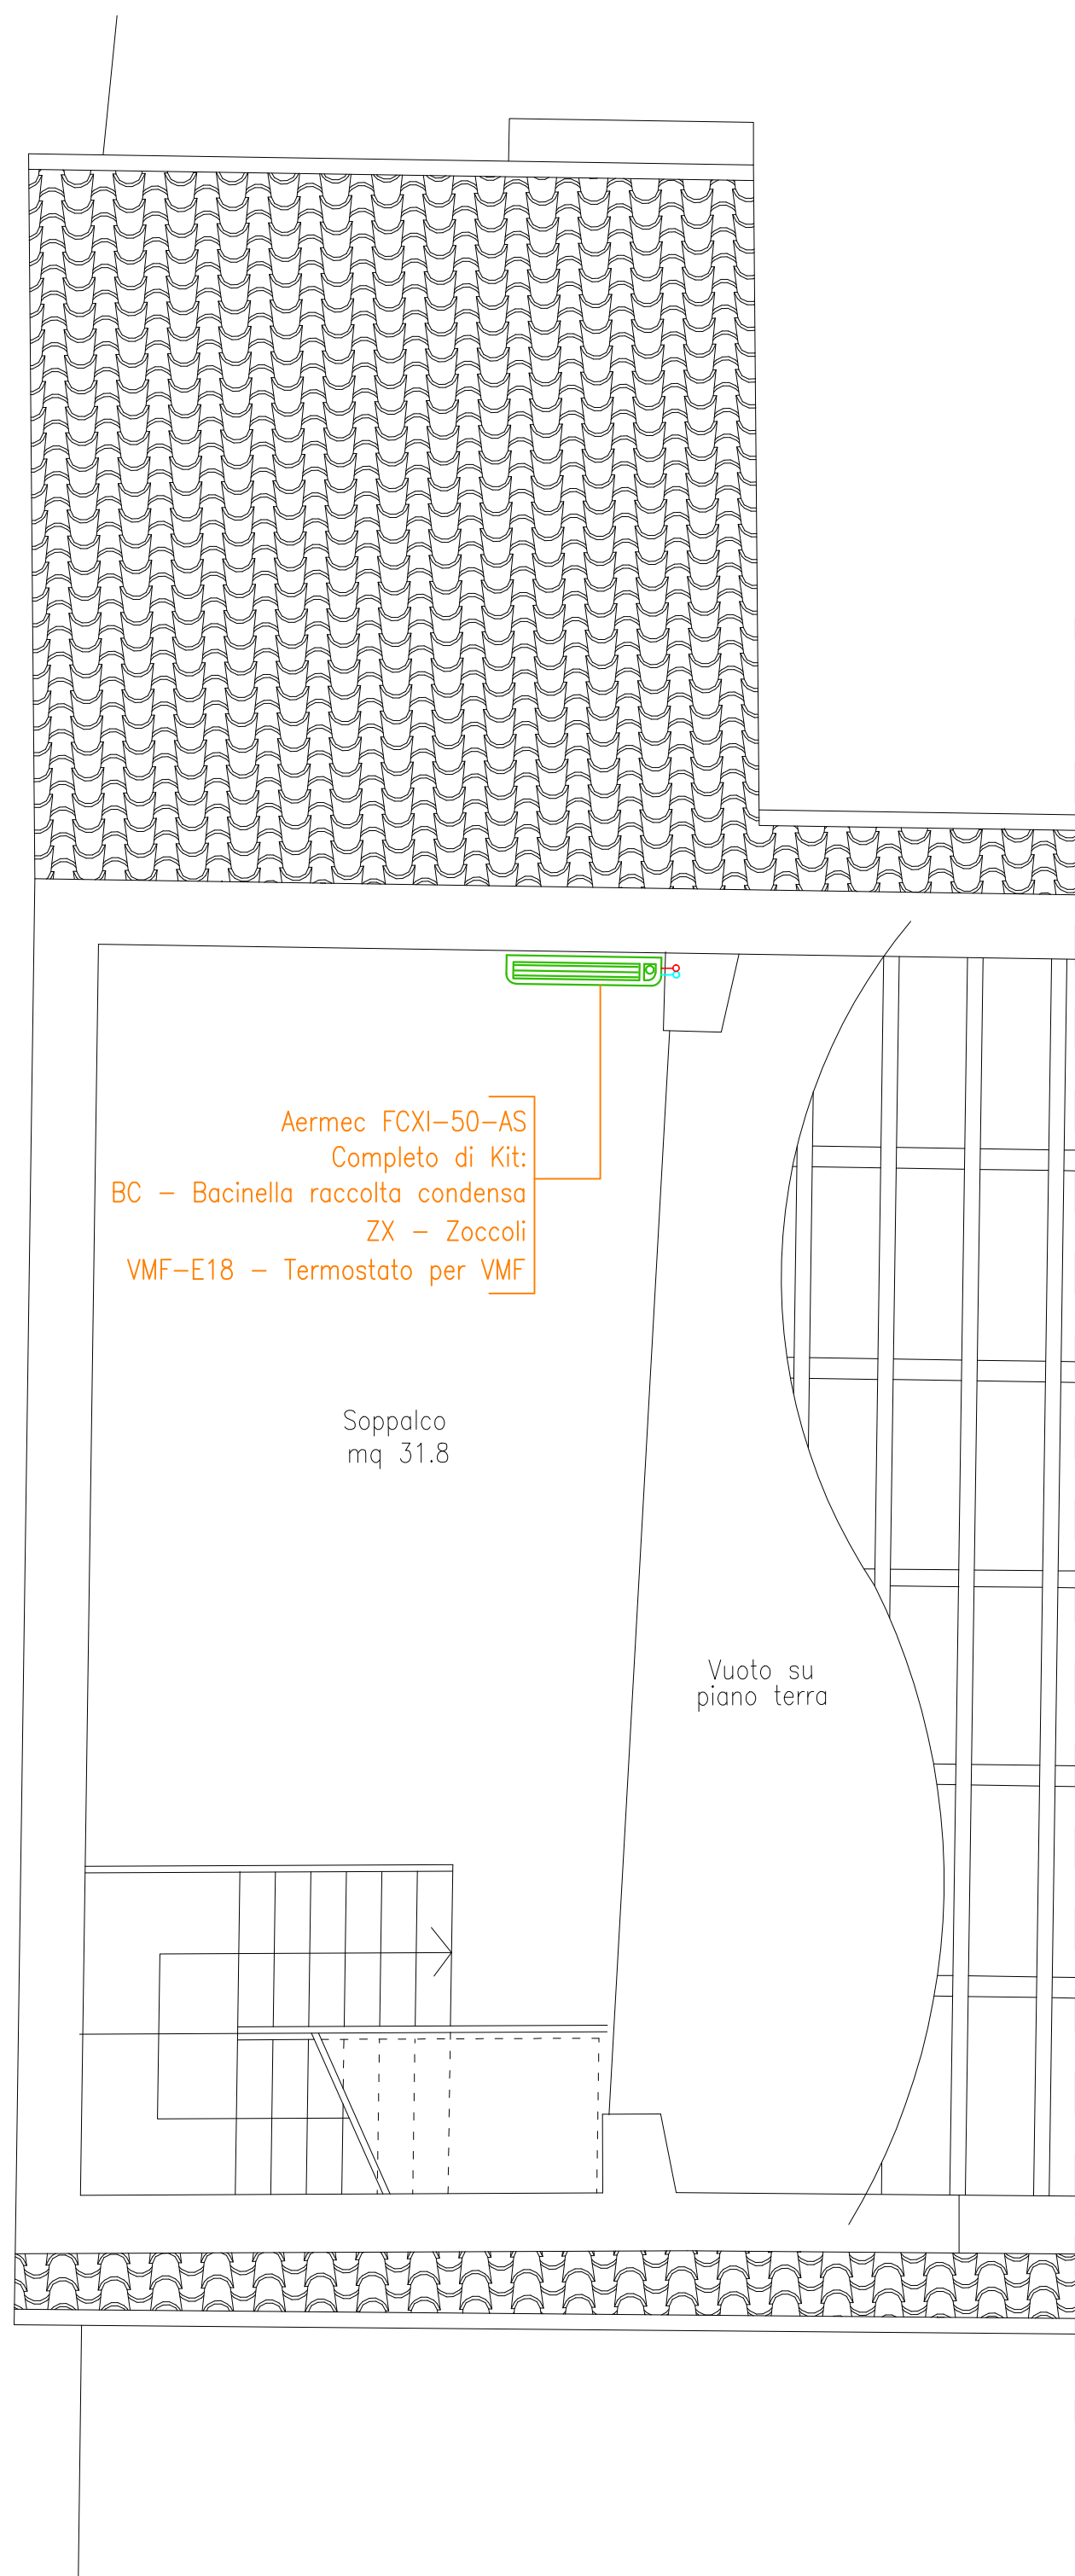 Aermec FCXI-50-AS
Completo di Kit:
BC - Bacinella raccolta condensa
ZX - Zoccoli
VMF-E18 - Termostato per VMF
Soppalco
mq 31.8
Vuoto su
piano terra